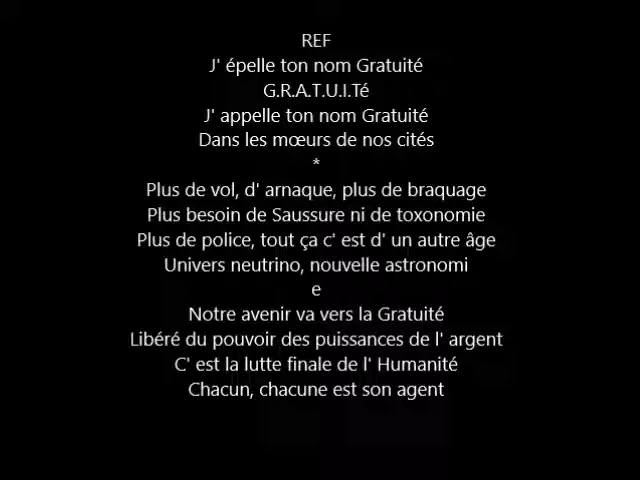 REF
J' épelle ton nom Gratuité
G.R.A.T.U.I.Té
J' appelle ton nom Gratuité
Dans les mœurs de nos cités
*
Plus de vol, d' arnaque, plus de braquage
Plus besoin de Saussure ni de toxonomie
Plus de police, tout ça c' est d' un autre âge
Univers neutrino, nouvelle astronomi
e
Notre avenir va vers la Gratuité
Libéré du pouvoir des puissances de l' argent
C' est la lutte finale de l' Humanité
Chacun, chacune est son agent